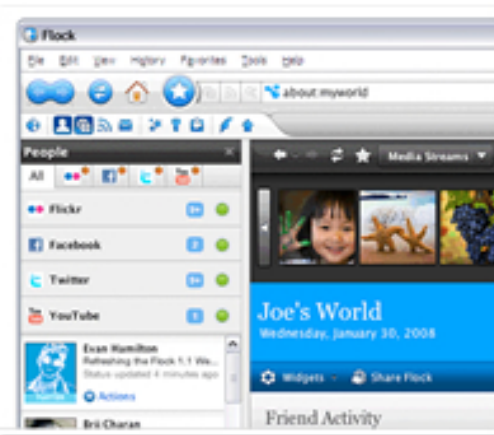 Flock
File Edit View History Favorites Tools Help
about:myworld
People
Media Streams
All
Flickr
Facebook
Twitter
YouTube
Joe's World
Wednesday, January 30, 2008
Evan Hamilton
Refreshing the Flock 1.1 We...
Status updated 4 minutes ago
Actions
Widgets
Share Flock
Brij Charan
Friend Activity